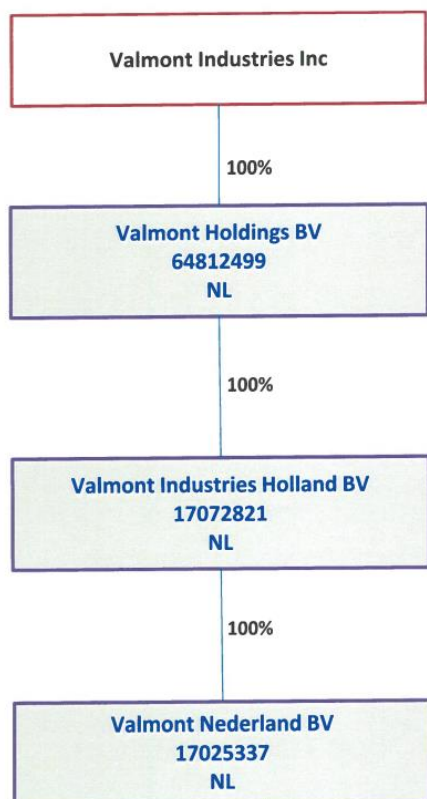 Valmont Industries Inc
100%
Valmont Holdings BV
64812499
NL
100%
Valmont Industries Holland BV
17072821
NL
100%
Valmont Nederland BV
17025337
NL